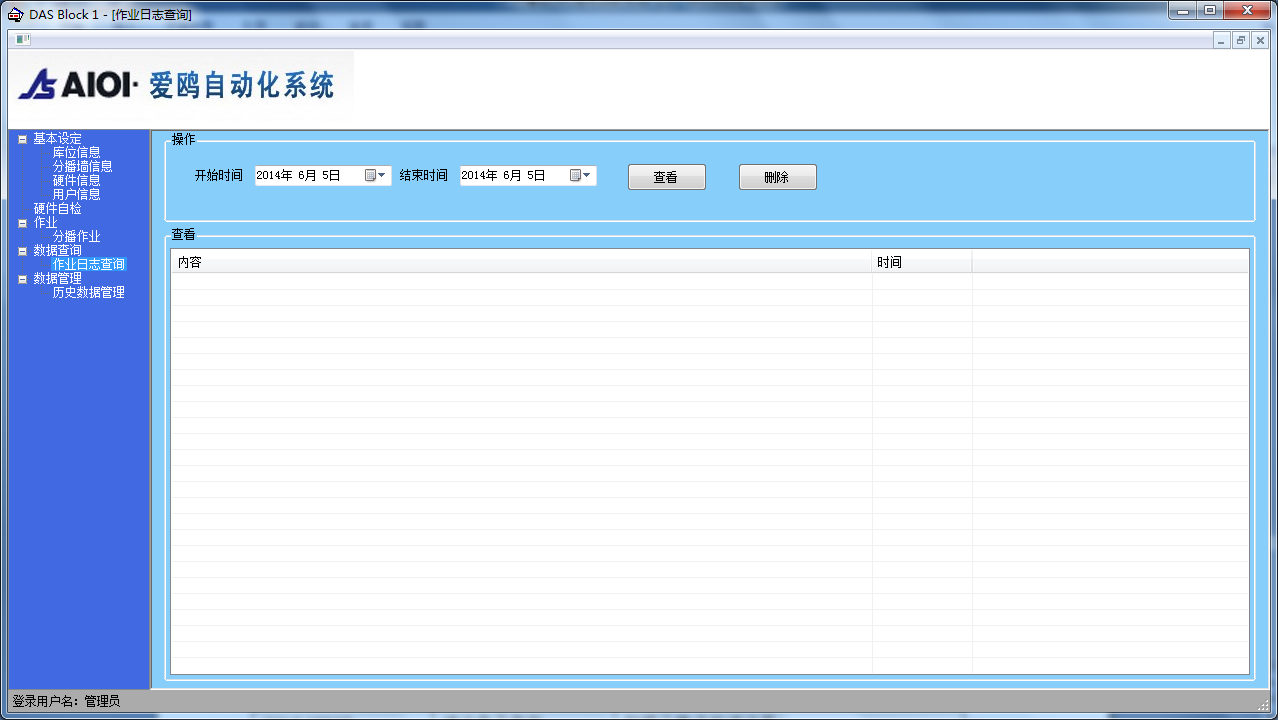 DAS Block 1 - [作业日志查询]
AIOI· 爱鸥自动化系统
基本设定
库位信息
分播墙信息
硬件信息
用户信息
硬件自检
作业
分播作业
数据查询
作业日志查询
数据管理
历史数据管理
操作
开始时间 2014年 6月 5日 结束时间 2014年 6月 5日 查看 删除
查看
内容 时间
登录用户名：管理员